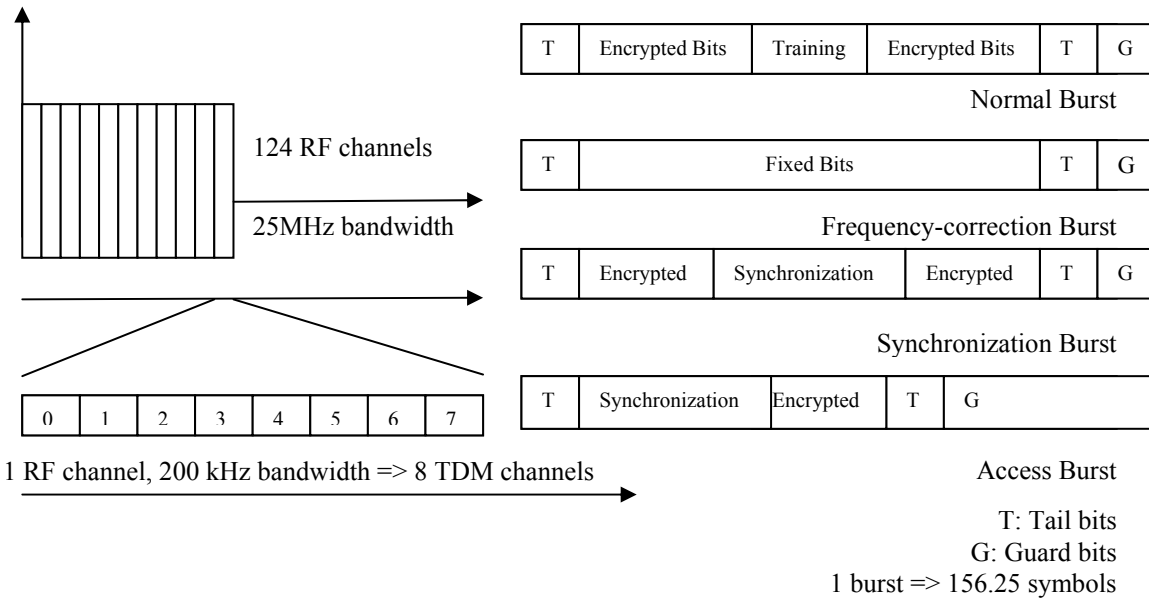 124 RF channels
25MHz bandwidth
0 1 2 3 4 5 6 7
1 RF channel, 200 kHz bandwidth => 8 TDM channels
T Encrypted Bits Training Encrypted Bits T G
Normal Burst
T Fixed Bits T G
Frequency-correction Burst
T Encrypted Synchronization Encrypted T G
Synchronization Burst
T Synchronization Encrypted T G
Access Burst
T: Tail bits
G: Guard bits
1 burst => 156.25 symbols